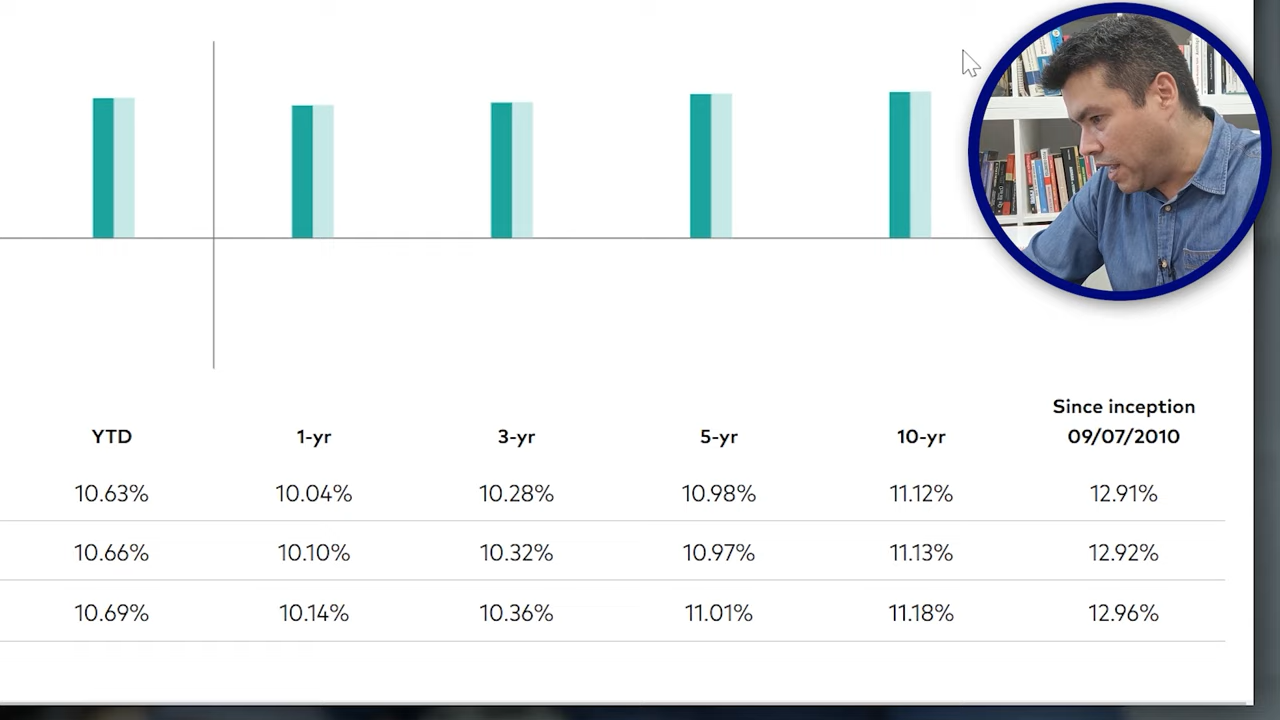 Since inception
YTD 1-yr 3-yr 5-yr 10-yr 09/07/2010
10.63% 10.04% 10.28% 10.98% 11.12% 12.91%
10.66% 10.10% 10.32% 10.97% 11.13% 12.92%
10.69% 10.14% 10.36% 11.01% 11.18% 12.96%